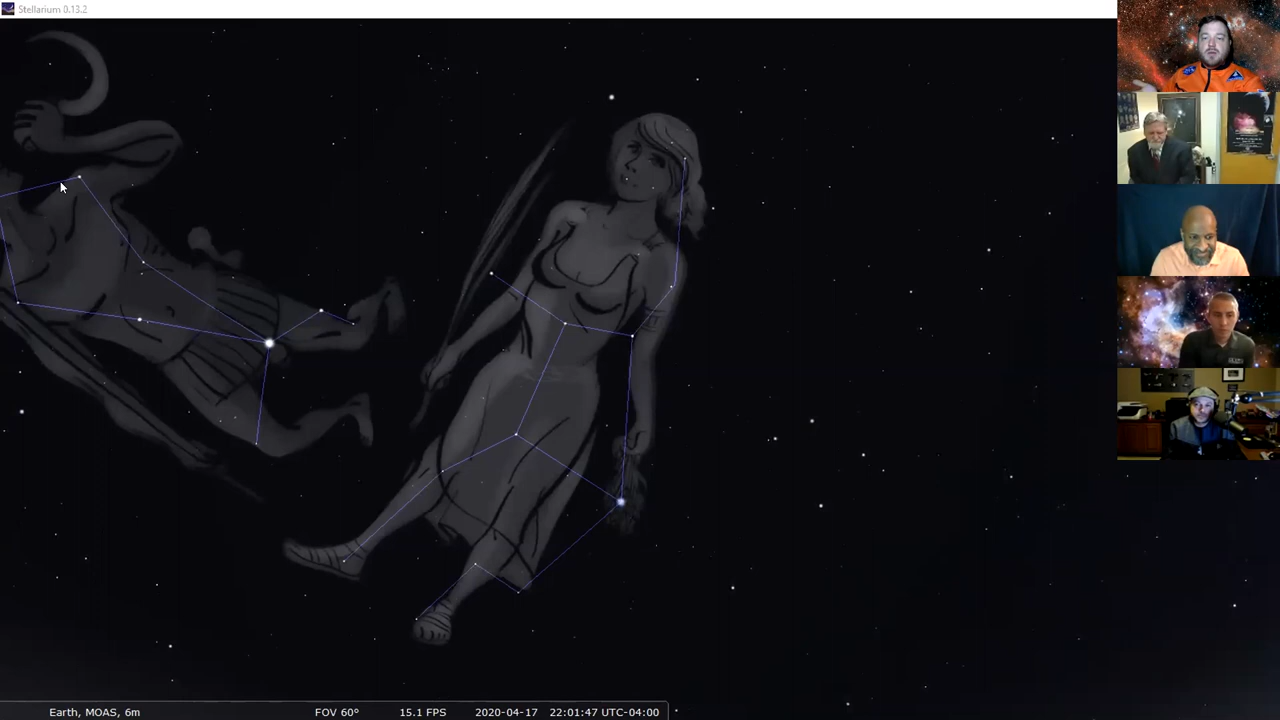 Stellarium 0.13.2
Earth, MOAS, 6m FOV 60° 15.1 FPS 2020-04-17 22:01:47 UTC-04:00